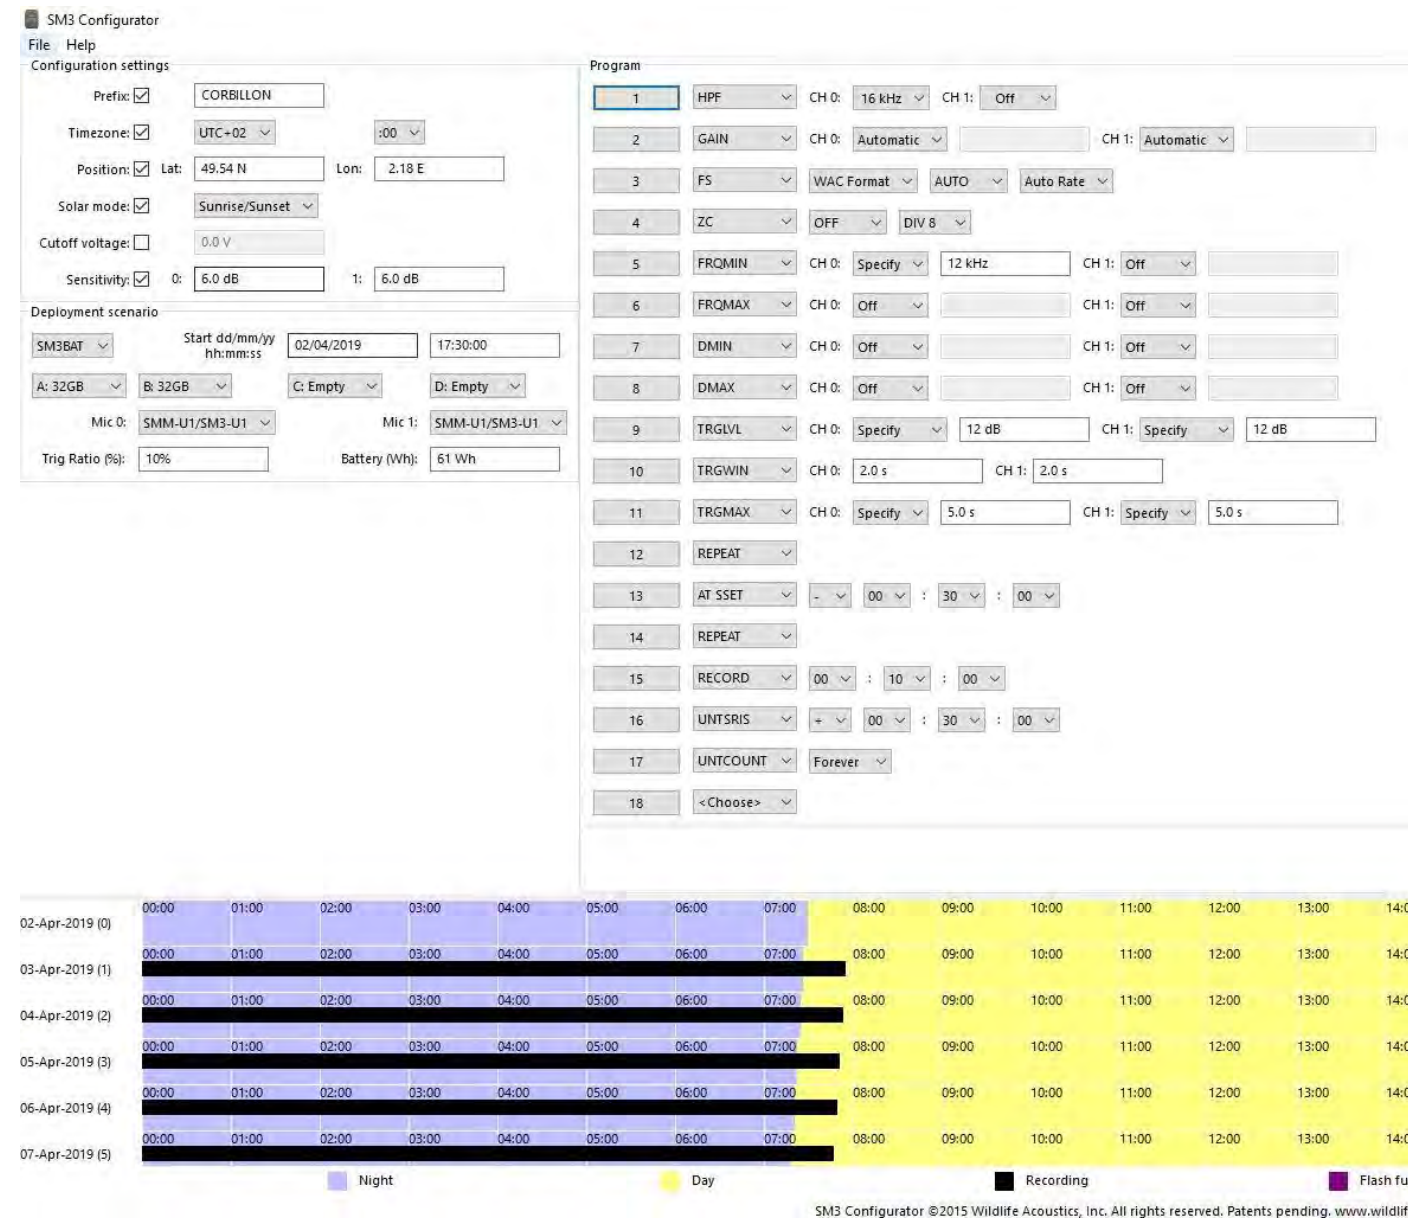 SM3 Configurator
File Help
Configuration settings
Prefix: CORBILLON
Timezone: UTC+02 :00
Position: Lat: 49.54 N Lon: 2.18 E
Solar mode: Sunrise/Sunset
Cutoff voltage: 0.0 V
Sensitivity: 0: 6.0 dB 1: 6.0 dB
Deployment scenario
SM3BAT Start dd/mm/yy hh:mm:ss 02/04/2019 17:30:00
A: 32GB B: 32GB C: Empty D: Empty
Mic 0: SMM-U1/SM3-U1 Mic 1: SMM-U1/SM3-U1
Trig Ratio (%): 10% Battery (Wh): 61 Wh
Program
1 HPF CH 0: 16 kHz CH 1: Off
2 GAIN CH 0: Automatic CH 1: Automatic
3 FS WAC Format AUTO Auto Rate
4 ZC OFF DIV 8
5 FRQMIN CH 0: Specify 12 kHz CH 1: Off
6 FRQMAX CH 0: Off CH 1: Off
7 DMIN CH 0: Off CH 1: Off
8 DMAX CH 0: Off CH 1: Off
9 TRGLVL CH 0: Specify 12 dB CH 1: Specify 12 dB
10 TRGWIN CH 0: 2.0 s CH 1: 2.0 s
11 TRGMAX CH 0: Specify 5.0 s CH 1: Specify 5.0 s
12 REPEAT
13 AT SSET - 00 : 30 : 00
14 REPEAT
15 RECORD 00 : 10 : 00
16 UNTSRIS + 00 : 30 : 00
17 UNTCOUNT Forever
18 <Choose>
02-Apr-2019 (0) 00:00 01:00 02:00 03:00 04:00 05:00 06:00 07:00 08:00 09:00 10:00 11:00 12:00 13:00 14:0
03-Apr-2019 (1) 00:00 01:00 02:00 03:00 04:00 05:00 06:00 07:00 08:00 09:00 10:00 11:00 12:00 13:00 14:0
04-Apr-2019 (2) 00:00 01:00 02:00 03:00 04:00 05:00 06:00 07:00 08:00 09:00 10:00 11:00 12:00 13:00 14:0
05-Apr-2019 (3) 00:00 01:00 02:00 03:00 04:00 05:00 06:00 07:00 08:00 09:00 10:00 11:00 12:00 13:00 14:0
06-Apr-2019 (4) 00:00 01:00 02:00 03:00 04:00 05:00 06:00 07:00 08:00 09:00 10:00 11:00 12:00 13:00 14:0
07-Apr-2019 (5) 00:00 01:00 02:00 03:00 04:00 05:00 06:00 07:00 08:00 09:00 10:00 11:00 12:00 13:00 14:0
Night Day Recording Flash fu
SM3 Configurator ©2015 Wildlife Acoustics, Inc. All rights reserved. Patents pending. www.wildlif